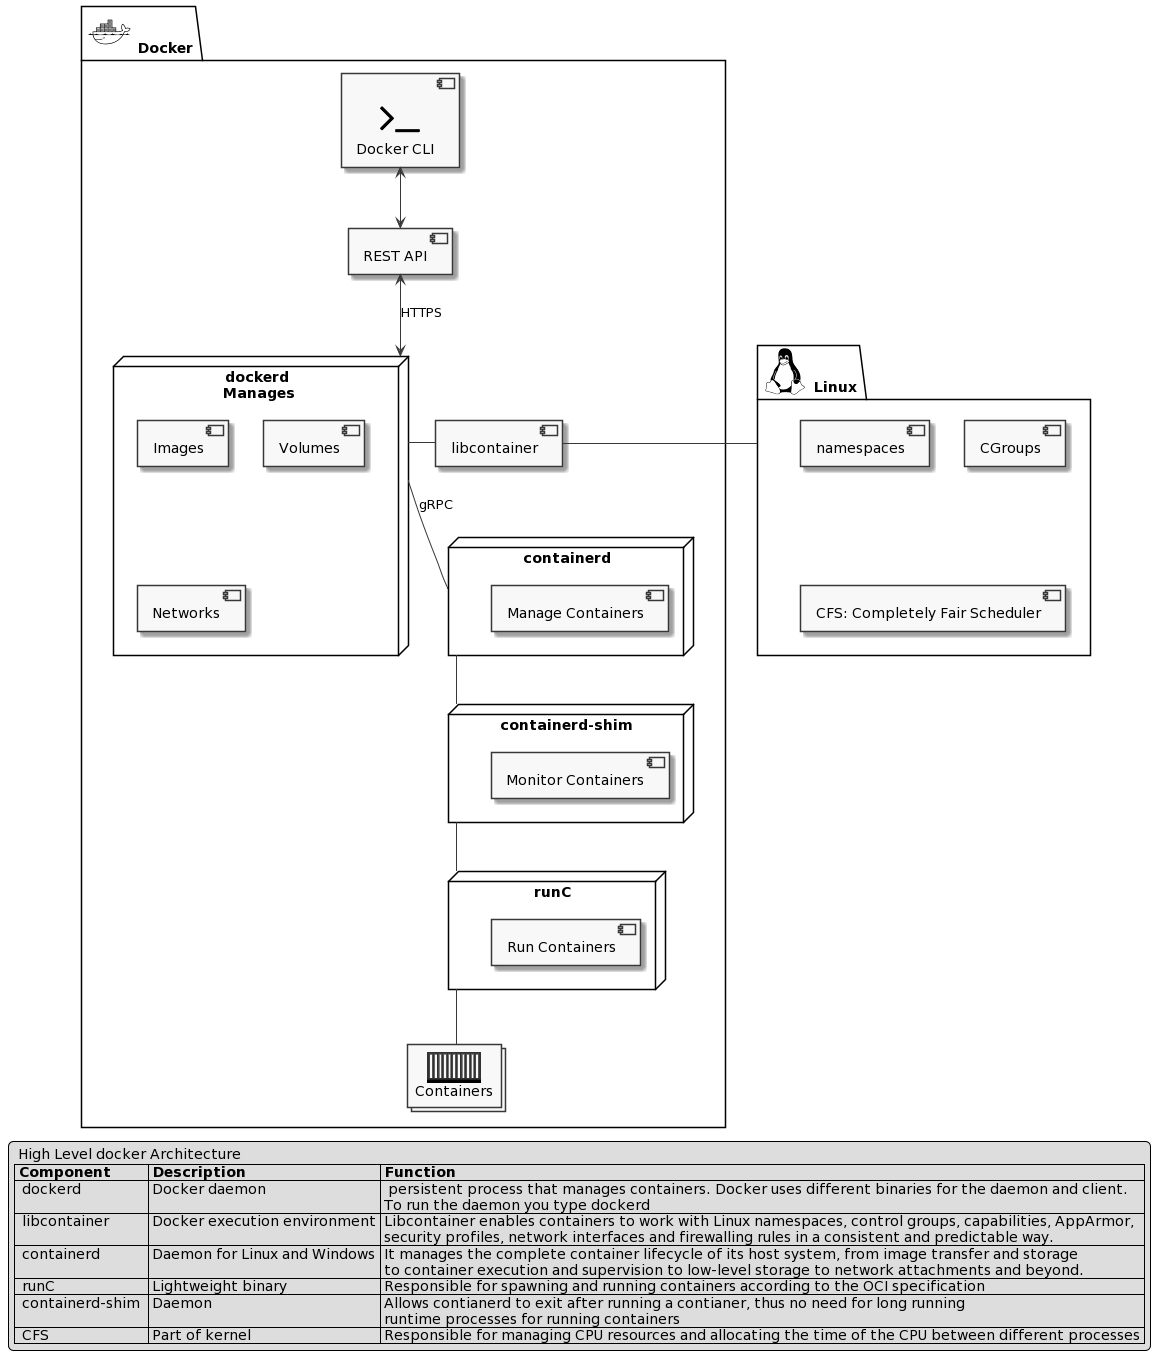 Docker
Docker CLI
REST API
HTTPS
dockerd
Manages
Linux
Images
Volumes
libcontainer
namespaces
CGroups
gRPC
containerd
Networks
Manage Containers
CFS: Completely Fair Scheduler
containerd-shim
Monitor Containers
runC
Run Containers
Containers
High Level docker Architecture
Component Description Function
dockerd Docker daemon persistent process that manages containers. Docker uses different binaries for the daemon and client.
To run the daemon you type dockerd
libcontainer Docker execution environment Libcontainer enables containers to work with Linux namespaces, control groups, capabilities, AppArmor,
security profiles, network interfaces and firewalling rules in a consistent and predictable way.
containerd Daemon for Linux and Windows It manages the complete container lifecycle of its host system, from image transfer and storage
to container execution and supervision to low-level storage to network attachments and beyond.
runC Lightweight binary Responsible for spawning and running containers according to the OCI specification
containerd-shim Daemon Allows contianerd to exit after running a contianer, thus no need for long running
runtime processes for running containers
CFS Part of kernel Responsible for managing CPU resources and allocating the time of the CPU between different processes